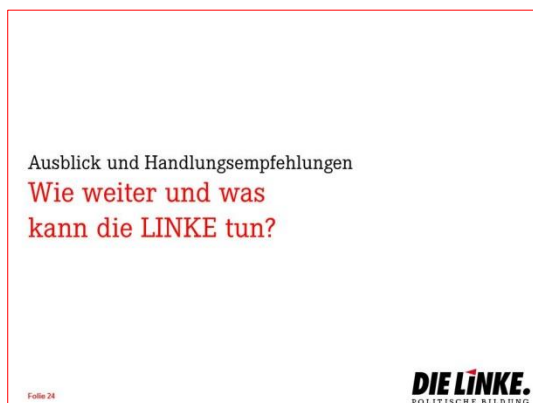 Ausblick und Handlungsempfehlungen
Wie weiter und was
kann die LINKE tun?
Folie 24
DIE LINKE.
POLITISCHE BILDUNG